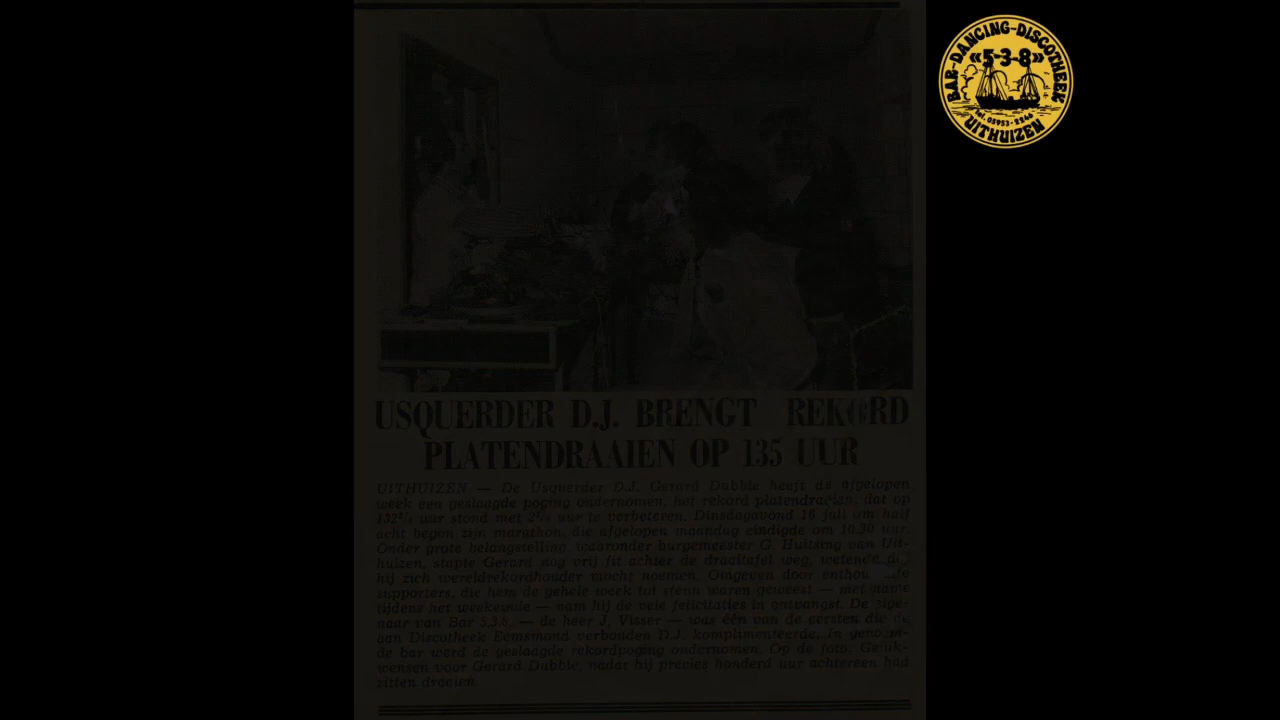 BAR-DANCING-DISCOTHEEK
«5-3-8»
Tel. 05953-2246
UITHUIZEN
USQUERDER D.J. BRENGT REKORD
PLATENDRAAIEN OP 135 UUR
UITHUIZEN — De Usquerder D.J. Gerard Dubble heeft de afgelopen
week een geslaagde poging ondernomen, het rekord platendraaien, dat op
132½ uur stond met 2½ uur te verbeteren. Dinsdagavond 16 juli om half
acht begon zijn marathon, die afgelopen maandag eindigde om 10.30 uur.
Onder grote belangstelling, waaronder burgemeester G. Huitsing van Uit-
huizen, stapte Gerard nog vrij fit achter de draaitafel weg, wetende
hij zich wereldrekordhouder mocht noemen. Omgeven door
supporters, die hem de gehele week tot steun waren geweest — met name
tijdens het weekeinde — nam hij de vele felicitaties in ontvangst. De eige-
naar van Bar 5.3.8. — de heer J. Visser — was één van de eersten die de
aan Discotheek Eemsmond verbonden D.J. komplimenteerde. In
de bar werd de geslaagde rekordpoging ondernomen. Op de foto: Geluk-
wensen voor Gerard Dubble, nadat hij precies honderd uur achtereen had
zitten draaien.